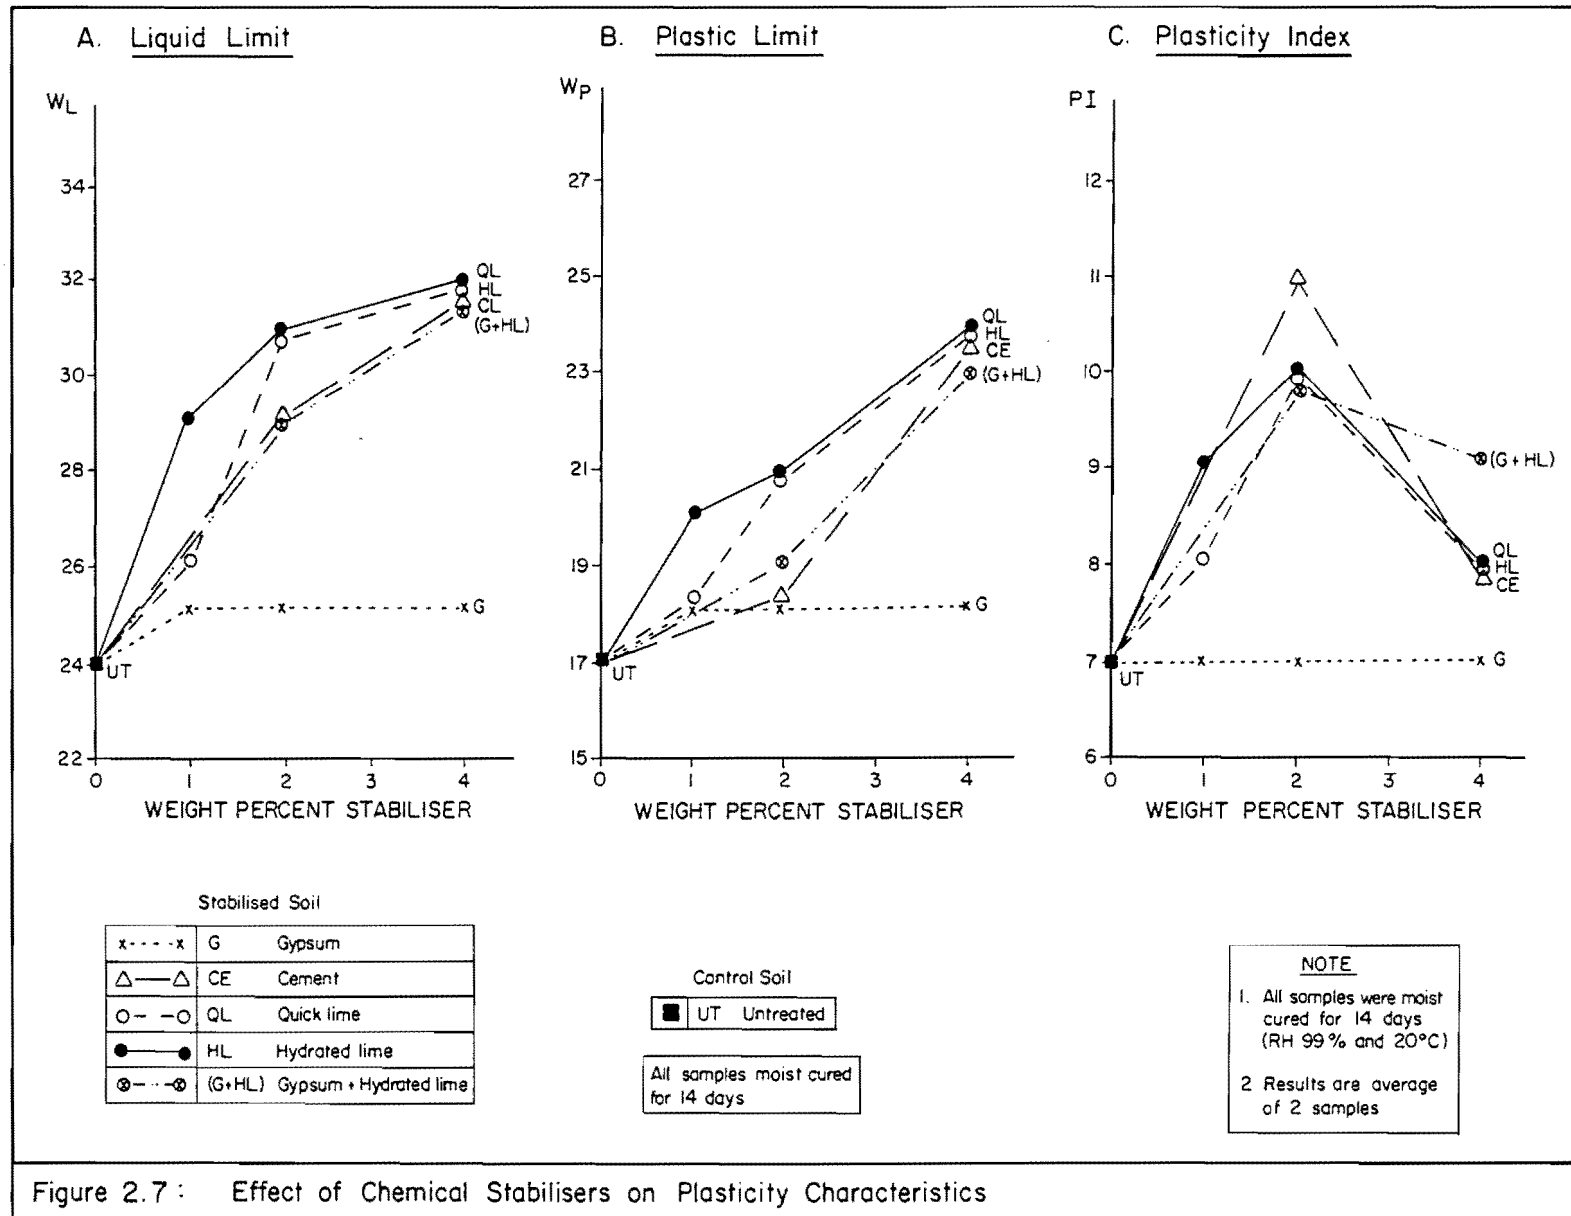 A. Liquid Limit
WL
34
32
30
28
26
24
22
0 1 2 3 4
QL
HL
CL
(G+HL)
G
UT
WEIGHT PERCENT STABILISER
B. Plastic Limit
WP
27
25
23
21
19
17
15
0 1 2 3 4
QL
HL
CE
(G+HL)
G
UT
WEIGHT PERCENT STABILISER
C. Plasticity Index
PI
12
11
10
9
8
7
6
0 1 2 3 4
(G + HL)
QL
HL
CE
G
UT
WEIGHT PERCENT STABILISER
Stabilised Soil
G Gypsum
CE Cement
QL Quick lime
HL Hydrated lime
(G+HL) Gypsum + Hydrated lime
Control Soil
UT Untreated
All samples moist cured
for 14 days
NOTE
1. All samples were moist
cured for 14 days
(RH 99% and 20°C)
2 Results are average
of 2 samples
Figure 2.7: Effect of Chemical Stabilisers on Plasticity Characteristics